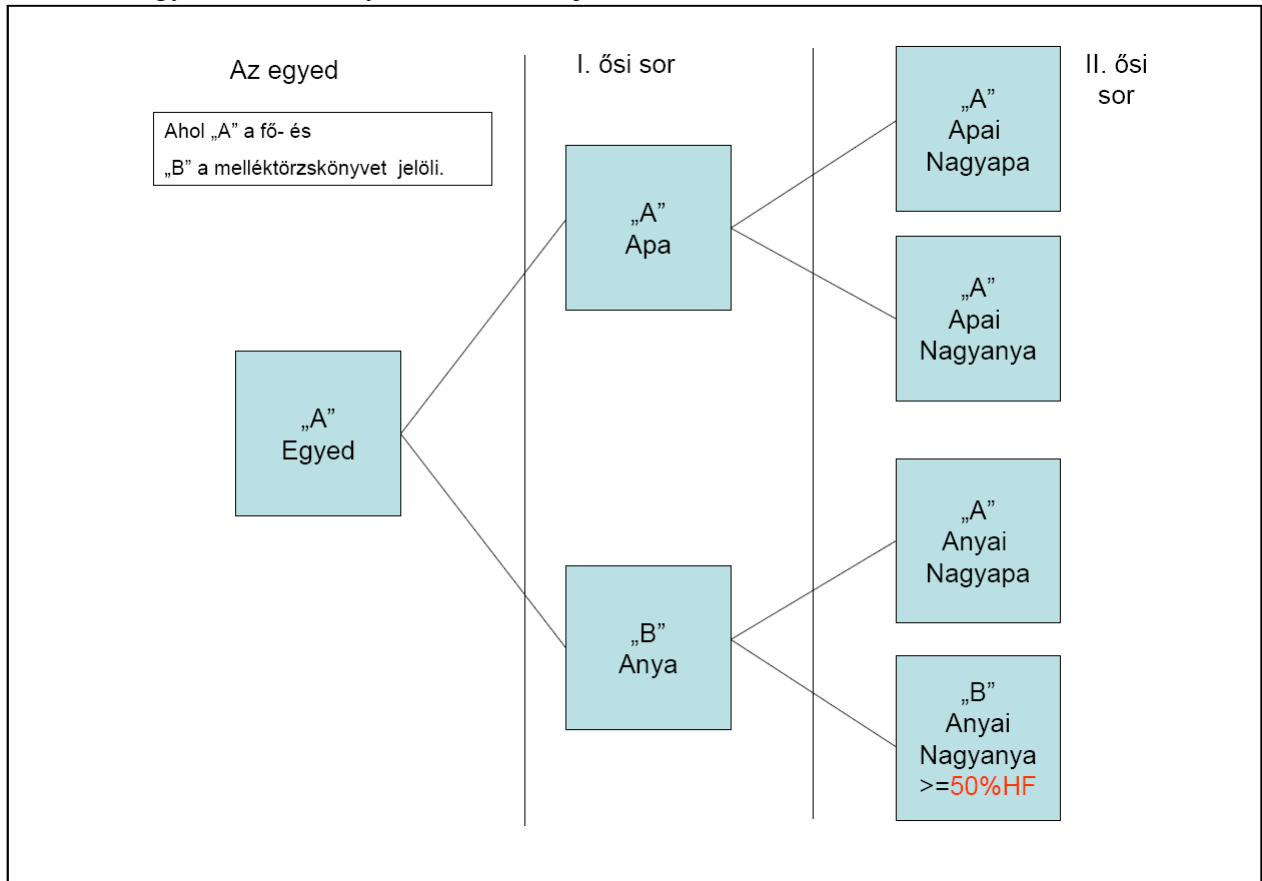 Az egyed
I. ősi sor
II. ősi
sor
Ahol „A” a fő- és
„B” a melléktörzskönyvet jelöli.
„A”
Egyed
„A”
Apa
„B”
Anya
„A”
Apai
Nagyapa
„A”
Apai
Nagyanya
„A”
Anyai
Nagyapa
„B”
Anyai
Nagyanya
>=50%HF